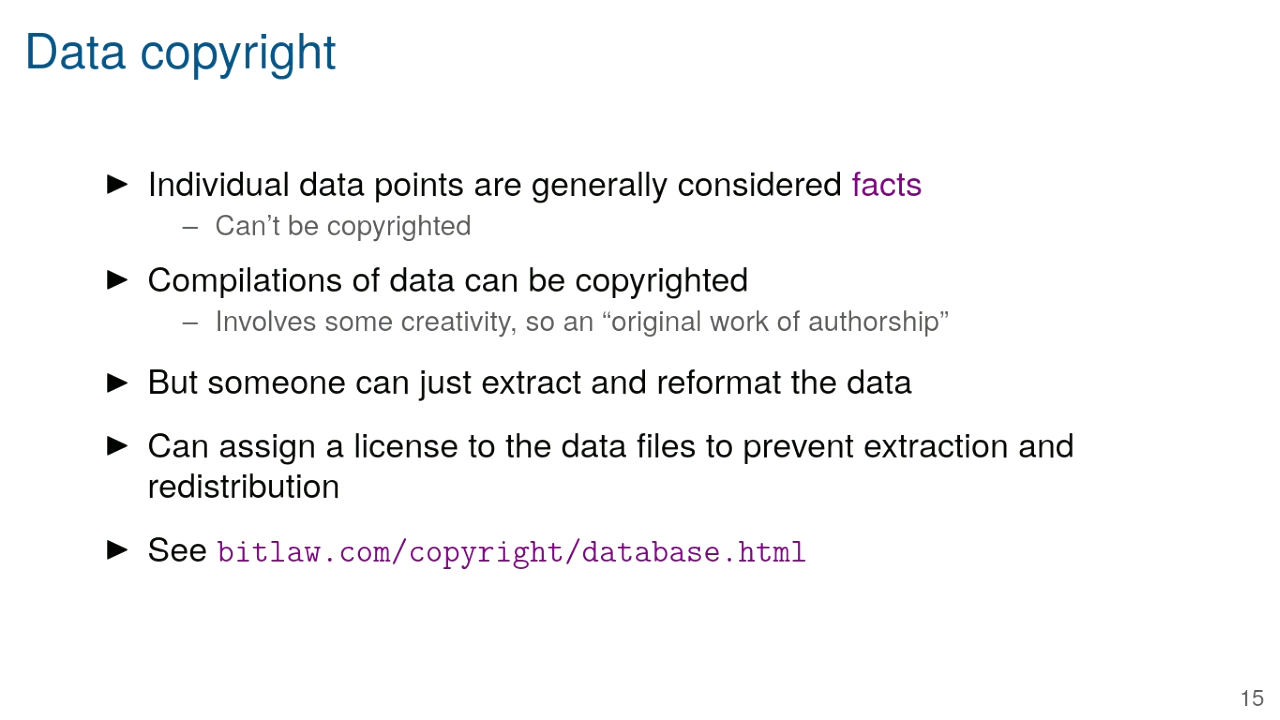 Data copyright
▶ Individual data points are generally considered facts
– Can't be copyrighted
▶ Compilations of data can be copyrighted
– Involves some creativity, so an “original work of authorship”
▶ But someone can just extract and reformat the data
▶ Can assign a license to the data files to prevent extraction and
redistribution
▶ See bitlaw.com/copyright/database.html
15